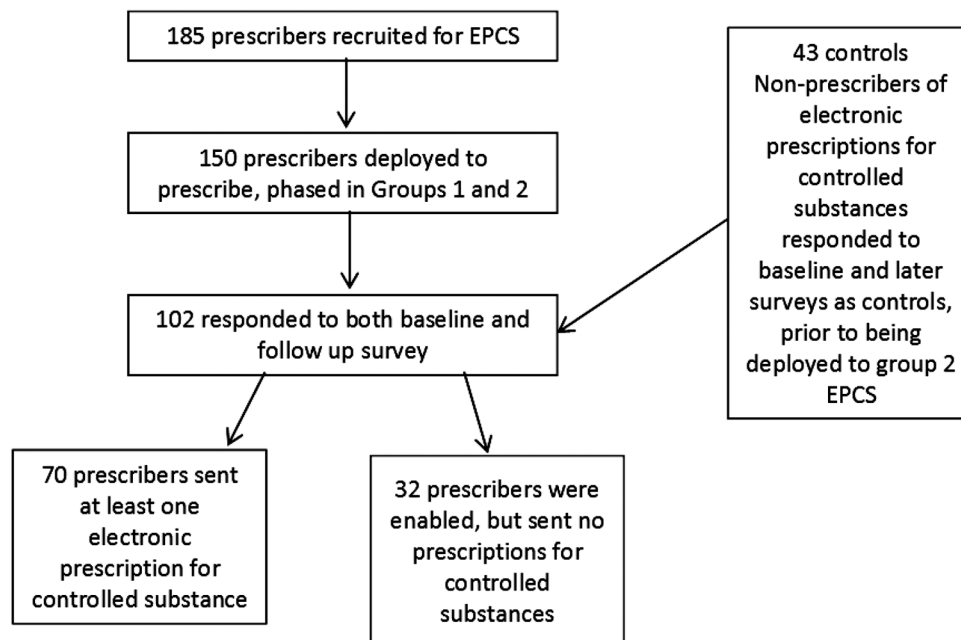 185 prescribers recruited for EPCS
150 prescribers deployed to
prescribe, phased in Groups 1 and 2
102 responded to both baseline and
follow up survey
43 controls
Non-prescribers of
electronic
prescriptions for
controlled
substances
responded to
baseline and later
surveys as controls,
prior to being
deployed to group 2
EPCS
70 prescribers sent
at least one
electronic
prescription for
controlled substance
32 prescribers were
enabled, but sent no
prescriptions for
controlled
substances